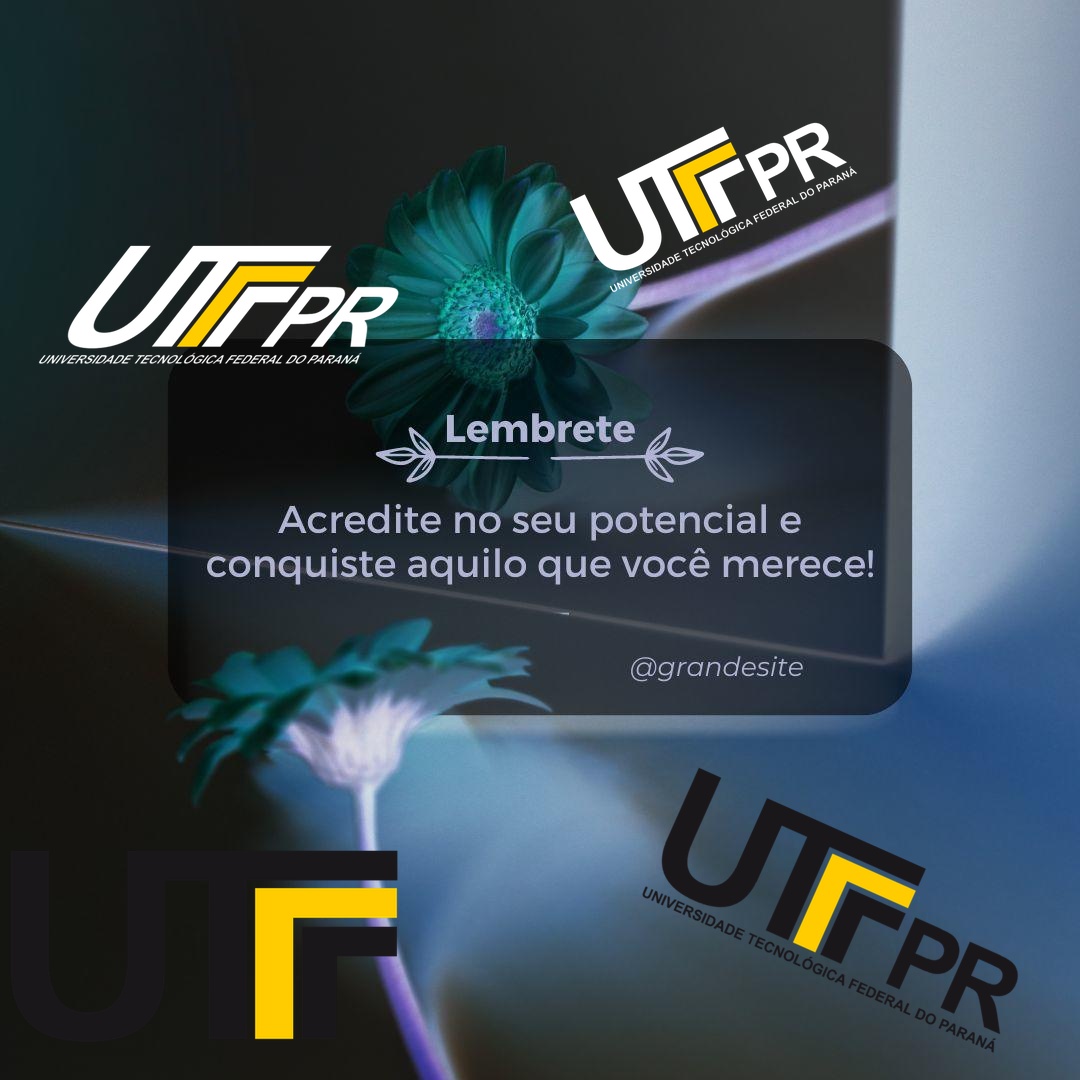 UTFPR
UNIVERSIDADE TECNOLÓGICA FEDERAL DO PARANÁ
UTFPR
UNIVERSIDADE TECNOLÓGICA FEDERAL DO PARANÁ
Lembrete
Acredite no seu potencial e
conquiste aquilo que você merece!
@grandesite
UTF
UTFPR
UNIVERSIDADE TECNOLÓGICA FEDERAL DO PARANÁ